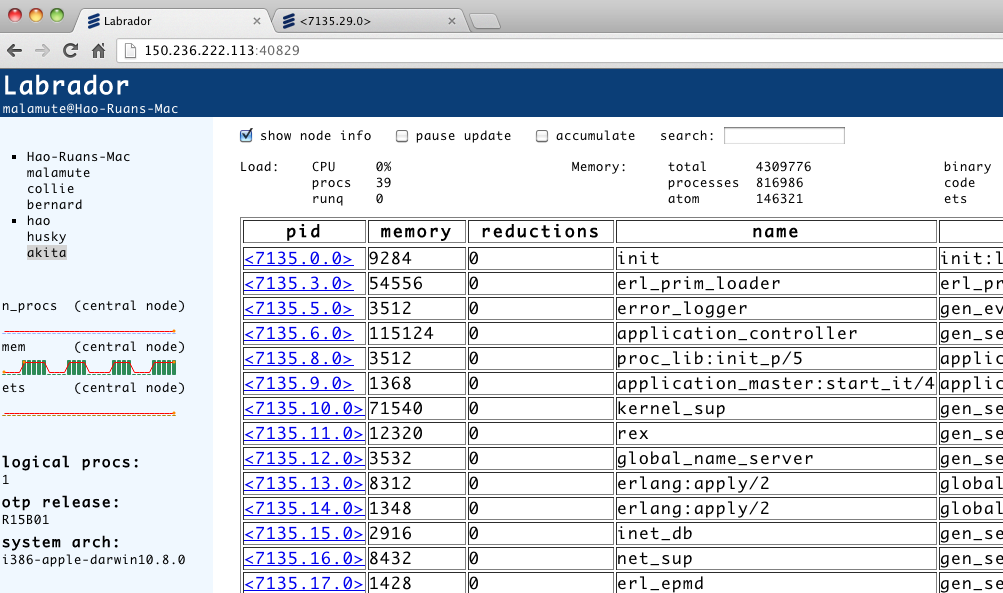 Labrador
<7135.29.0>
150.236.222.113:40829
Labrador
malamute@Hao-Ruans-Mac
Hao-Ruans-Mac
malamute
collie
bernard
hao
husky
akita
n_procs (central node)
mem (central node)
ets (central node)
logical procs:
1
otp release:
R15B01
system arch:
i386-apple-darwin10.8.0
show node info pause update accumulate search:
Load: CPU 0% Memory: total 4309776 binary
procs 39 processes 816986 code
runq 0 atom 146321 ets
pid memory reductions name
<7135.0.0> 9284 0 init init:l
<7135.3.0> 54556 0 erl_prim_loader erl_pr
<7135.5.0> 3512 0 error_logger gen_ev
<7135.6.0> 115124 0 application_controller gen_se
<7135.8.0> 3512 0 proc_lib:init_p/5 applic
<7135.9.0> 1368 0 application_master:start_it/4 applic
<7135.10.0> 71540 0 kernel_sup gen_se
<7135.11.0> 12320 0 rex gen_se
<7135.12.0> 3532 0 global_name_server gen_se
<7135.13.0> 8312 0 erlang:apply/2 global
<7135.14.0> 1348 0 erlang:apply/2 global
<7135.15.0> 2916 0 inet_db gen_se
<7135.16.0> 8432 0 net_sup gen_se
<7135.17.0> 1428 0 erl_epmd gen_se